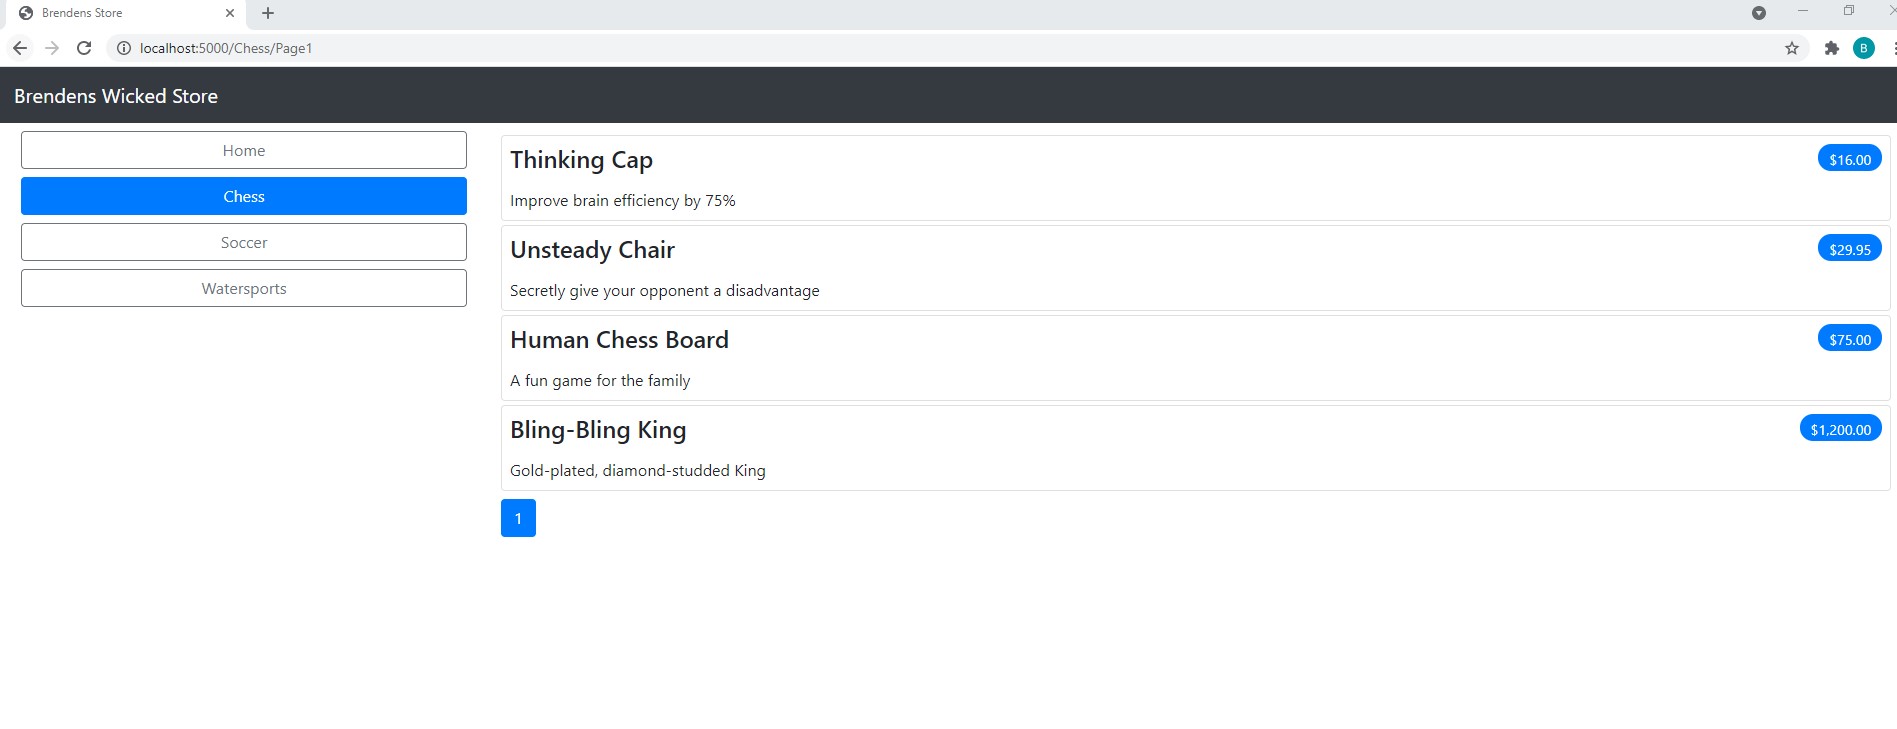 Brendens Store
localhost:5000/Chess/Page1
B
Brendens Wicked Store
Home
Chess
Soccer
Watersports
Thinking Cap
$16.00
Improve brain efficiency by 75%
Unsteady Chair
$29.95
Secretly give your opponent a disadvantage
Human Chess Board
$75.00
A fun game for the family
Bling-Bling King
$1,200.00
Gold-plated, diamond-studded King
1